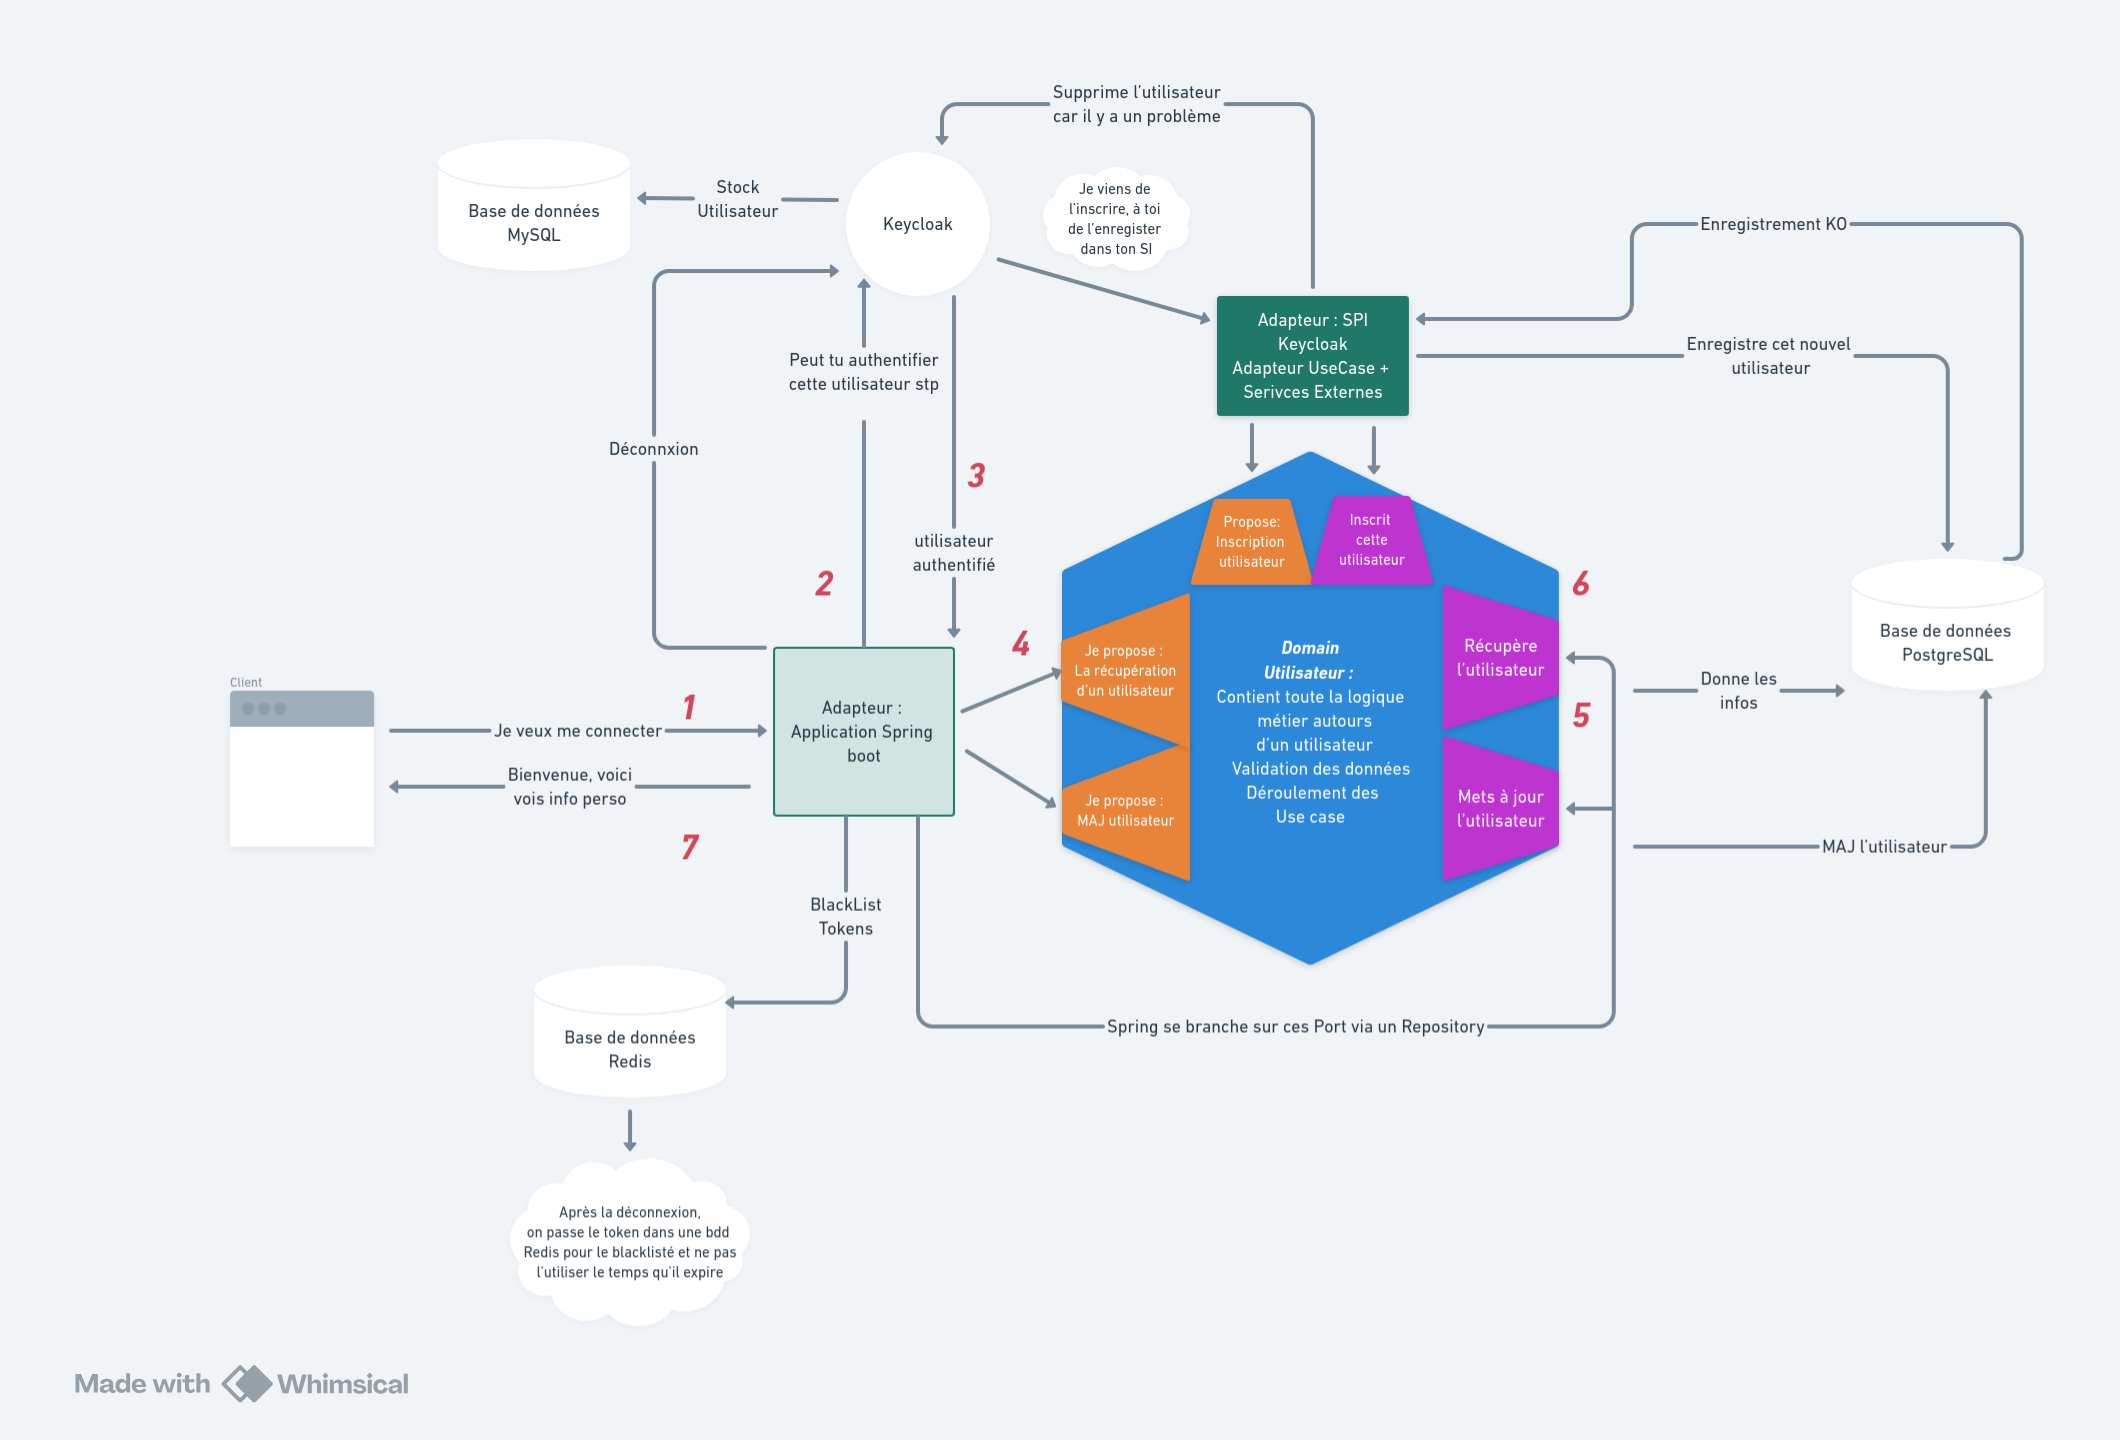 Supprime l'utilisateur
car il y a un problème
Stock
Utilisateur
Base de données
MySQL
Keycloak
Je viens de
l'inscrire, à toi
de l'enregister
dans ton SI
Enregistrement KO
Adapteur : SPI
Keycloak
Adapteur UseCase +
Serivces Externes
Enregistre cet nouvel
utilisateur
Peut tu authentifier
cette utilisateur stp
Déconnxion
3
utilisateur
authentifié
2
Propose:
Inscription
utilisateur
Inscrit
cette
utilisateur
6
4
Je propose :
La récupération
d'un utilisateur
Domain
Utilisateur :
Contient toute la logique
métier autours
d'un utilisateur
Validation des données
Déroulement des
Use case
Récupère
l'utilisateur
Base de données
PostgreSQL
Client
1
Je veux me connecter
Adapteur :
Application Spring
boot
5
Donne les
infos
Bienvenue, voici
vois info perso
Je propose :
MAJ utilisateur
Mets à jour
l'utilisateur
7
MAJ l'utilisateur
BlackList
Tokens
Spring se branche sur ces Port via un Repository
Base de données
Redis
Après la déconnexion,
on passe le token dans une bdd
Redis pour le blacklisté et ne pas
l'utiliser le temps qu'il expire
Made with Whimsical